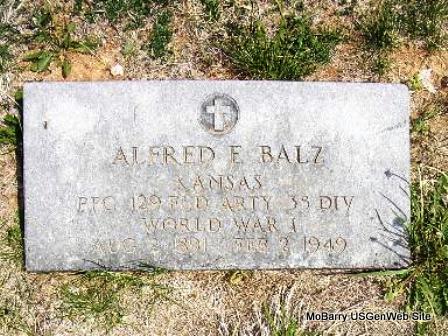 ALFRED E BALZ
KANSAS
PFC 129 FLD ARTY 35 DIV
WORLD WAR I
AUG 2 1891 FEB 2 1949
MoBarry USGenWeb Site